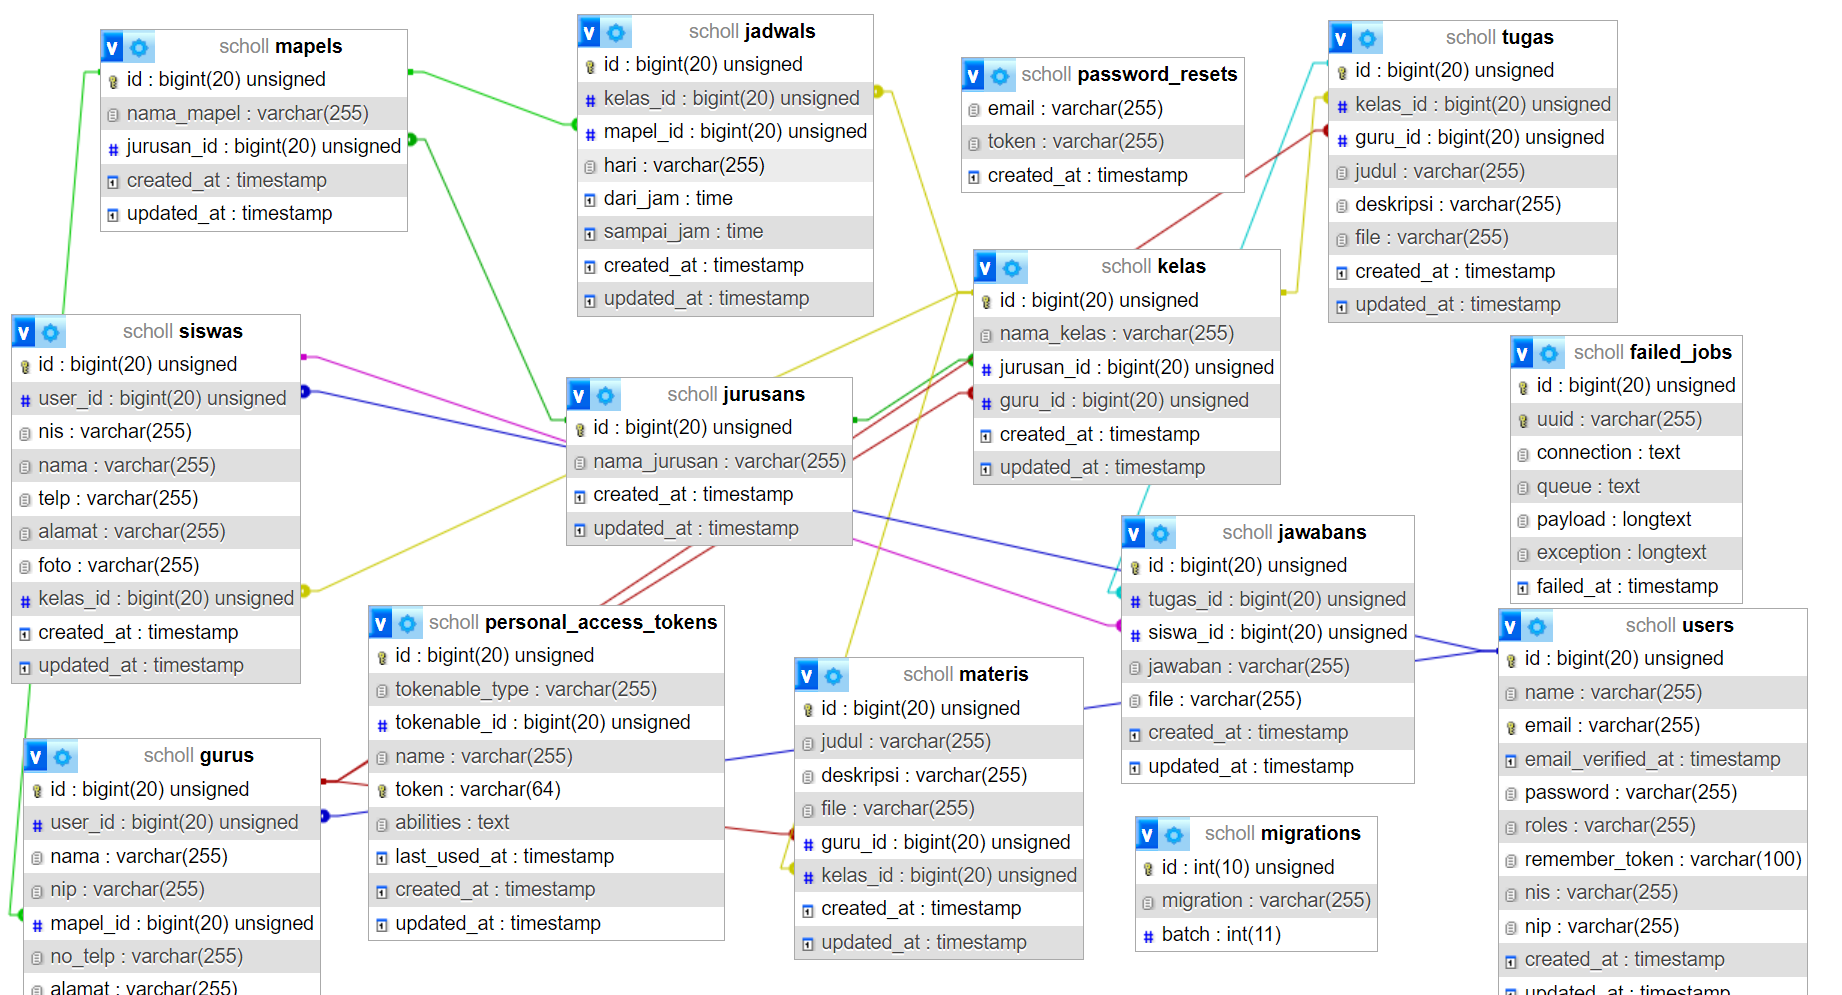 scholl mapels
id : bigint(20) unsigned
nama_mapel : varchar(255)
jurusan_id : bigint(20) unsigned
created_at : timestamp
updated_at : timestamp
scholl jadwals
id : bigint(20) unsigned
kelas_id : bigint(20) unsigned
mapel_id : bigint(20) unsigned
hari : varchar(255)
dari_jam : time
sampai_jam : time
created_at : timestamp
updated_at : timestamp
scholl password_resets
email : varchar(255)
token : varchar(255)
created_at : timestamp
scholl tugas
id : bigint(20) unsigned
kelas_id : bigint(20) unsigned
guru_id : bigint(20) unsigned
judul : varchar(255)
deskripsi : varchar(255)
file : varchar(255)
created_at : timestamp
updated_at : timestamp
scholl siswas
id : bigint(20) unsigned
user_id : bigint(20) unsigned
nis : varchar(255)
nama : varchar(255)
telp : varchar(255)
alamat : varchar(255)
foto : varchar(255)
kelas_id : bigint(20) unsigned
created_at : timestamp
updated_at : timestamp
scholl jurusans
id : bigint(20) unsigned
nama_jurusan : varchar(255)
created_at : timestamp
updated_at : timestamp
scholl kelas
id : bigint(20) unsigned
nama_kelas : varchar(255)
jurusan_id : bigint(20) unsigned
guru_id : bigint(20) unsigned
created_at : timestamp
updated_at : timestamp
scholl failed_jobs
id : bigint(20) unsigned
uuid : varchar(255)
connection : text
queue : text
payload : longtext
exception : longtext
failed_at : timestamp
scholl jawabans
id : bigint(20) unsigned
tugas_id : bigint(20) unsigned
siswa_id : bigint(20) unsigned
jawaban : varchar(255)
file : varchar(255)
created_at : timestamp
updated_at : timestamp
scholl personal_access_tokens
id : bigint(20) unsigned
tokenable_type : varchar(255)
tokenable_id : bigint(20) unsigned
name : varchar(255)
token : varchar(64)
abilities : text
last_used_at : timestamp
created_at : timestamp
updated_at : timestamp
scholl materis
id : bigint(20) unsigned
judul : varchar(255)
deskripsi : varchar(255)
file : varchar(255)
guru_id : bigint(20) unsigned
kelas_id : bigint(20) unsigned
created_at : timestamp
updated_at : timestamp
scholl users
id : bigint(20) unsigned
name : varchar(255)
email : varchar(255)
email_verified_at : timestamp
password : varchar(255)
roles : varchar(255)
remember_token : varchar(100)
nis : varchar(255)
nip : varchar(255)
created_at : timestamp
updated_at : timestamp
scholl gurus
id : bigint(20) unsigned
user_id : bigint(20) unsigned
nama : varchar(255)
nip : varchar(255)
mapel_id : bigint(20) unsigned
no_telp : varchar(255)
alamat : varchar(255)
scholl migrations
id : int(10) unsigned
migration : varchar(255)
batch : int(11)